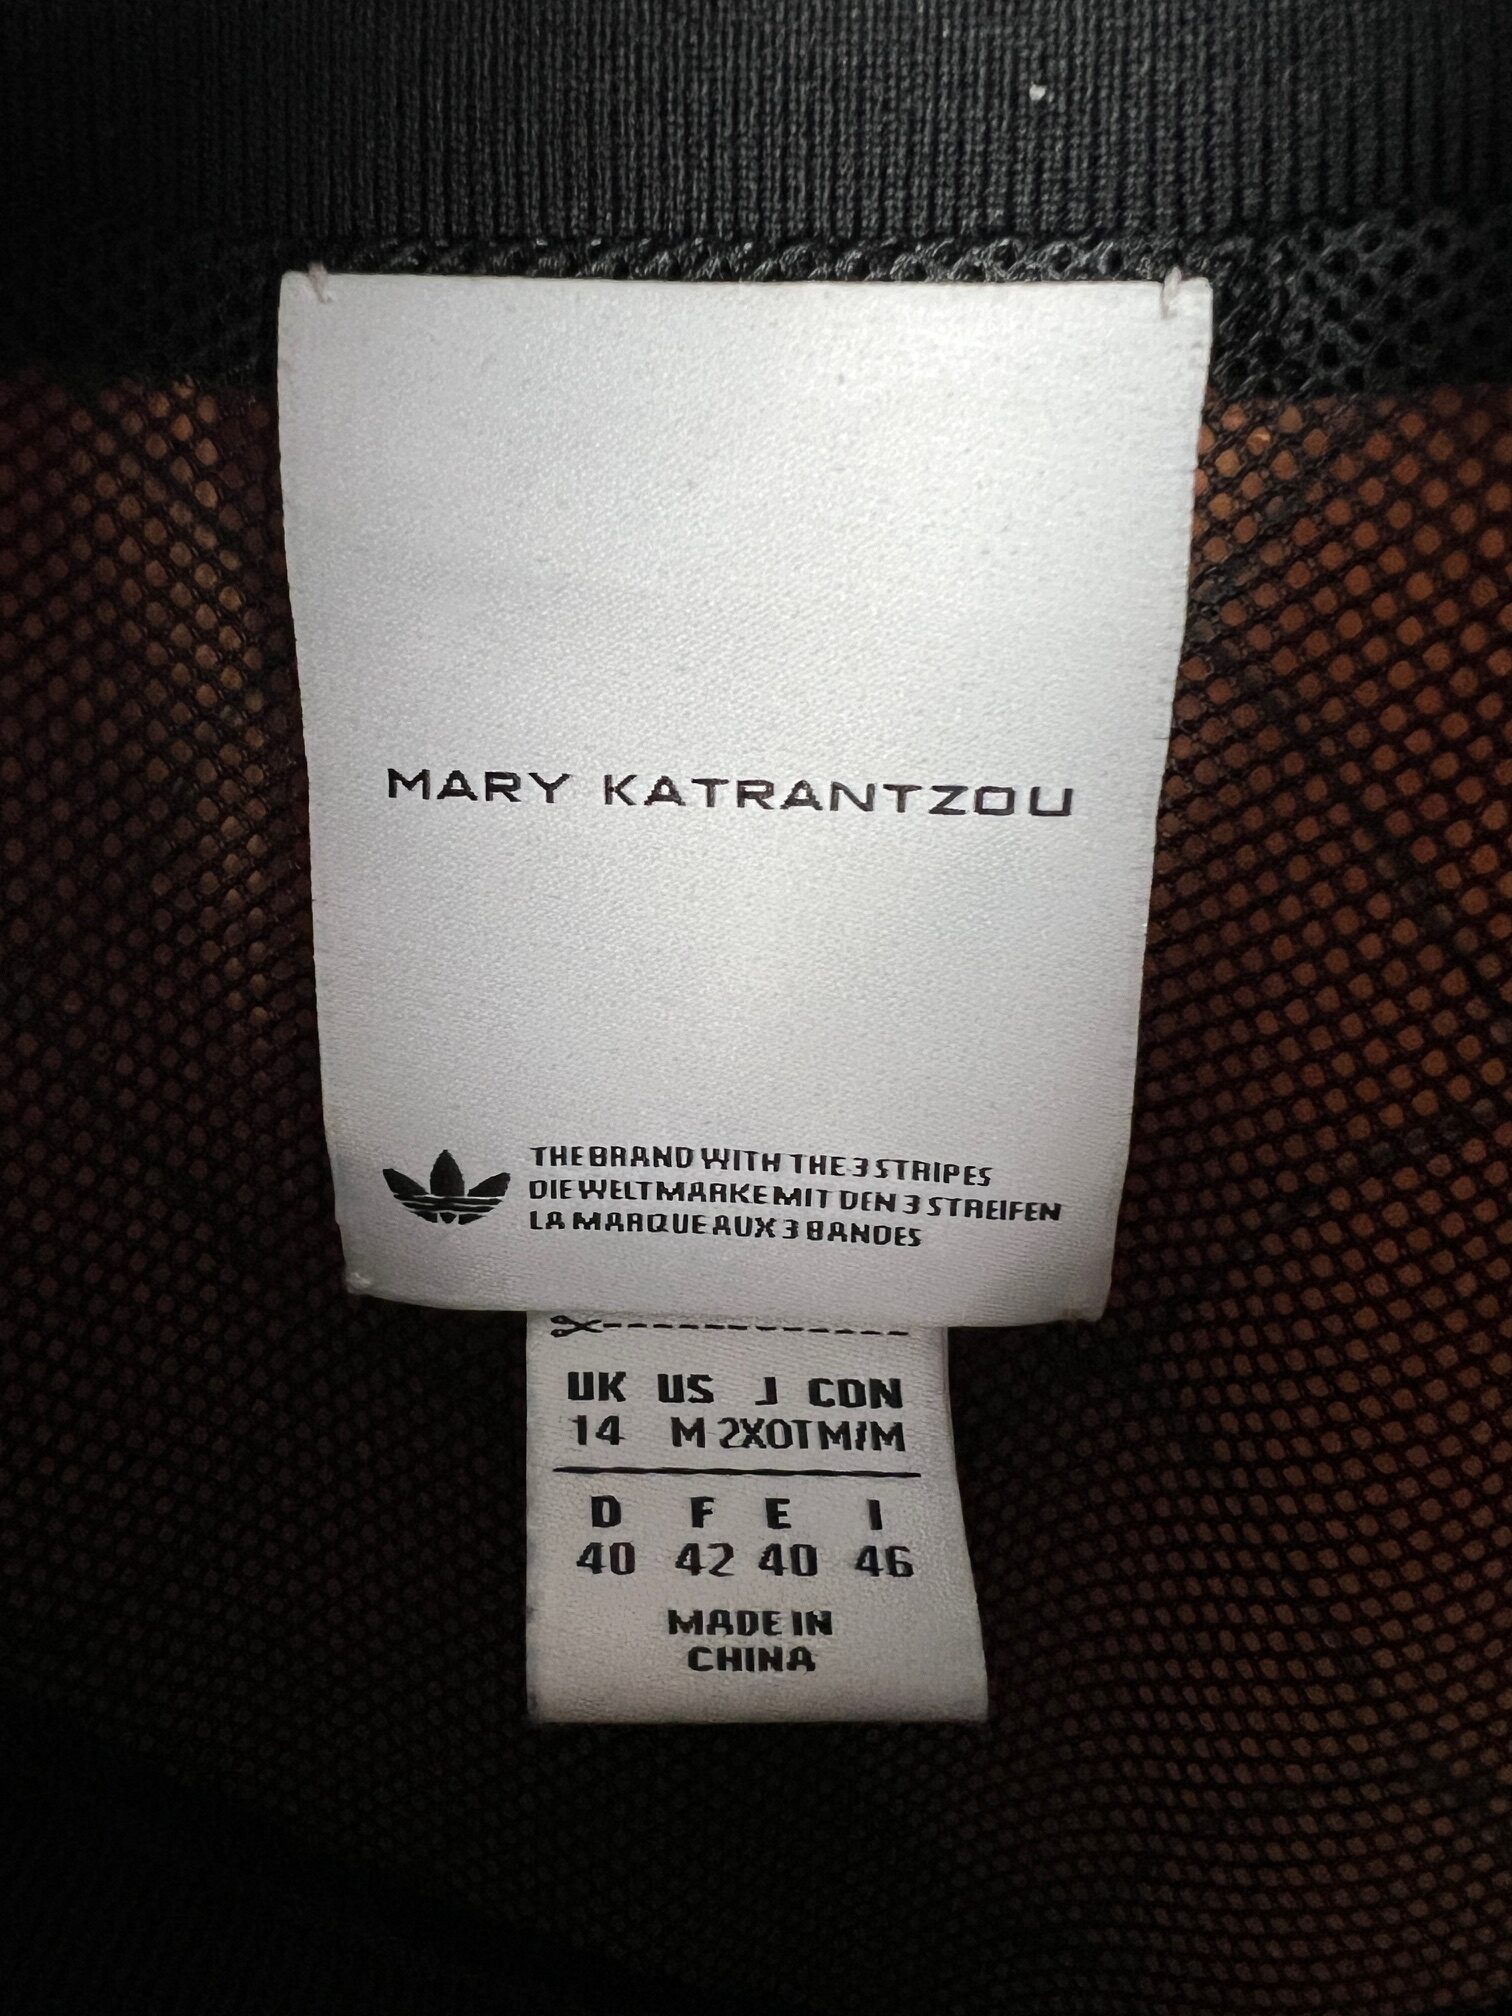 MARY KATRANTZOU
THE BRAND WITH THE 3 STRIPES
DIE WELTMARKE MIT DEN 3 STREIFEN
LA MARQUE AUX 3 BANDES
UK US J CDN
14 M 2XOT M/M
D F E I
40 42 40 46
MADE IN
CHINA